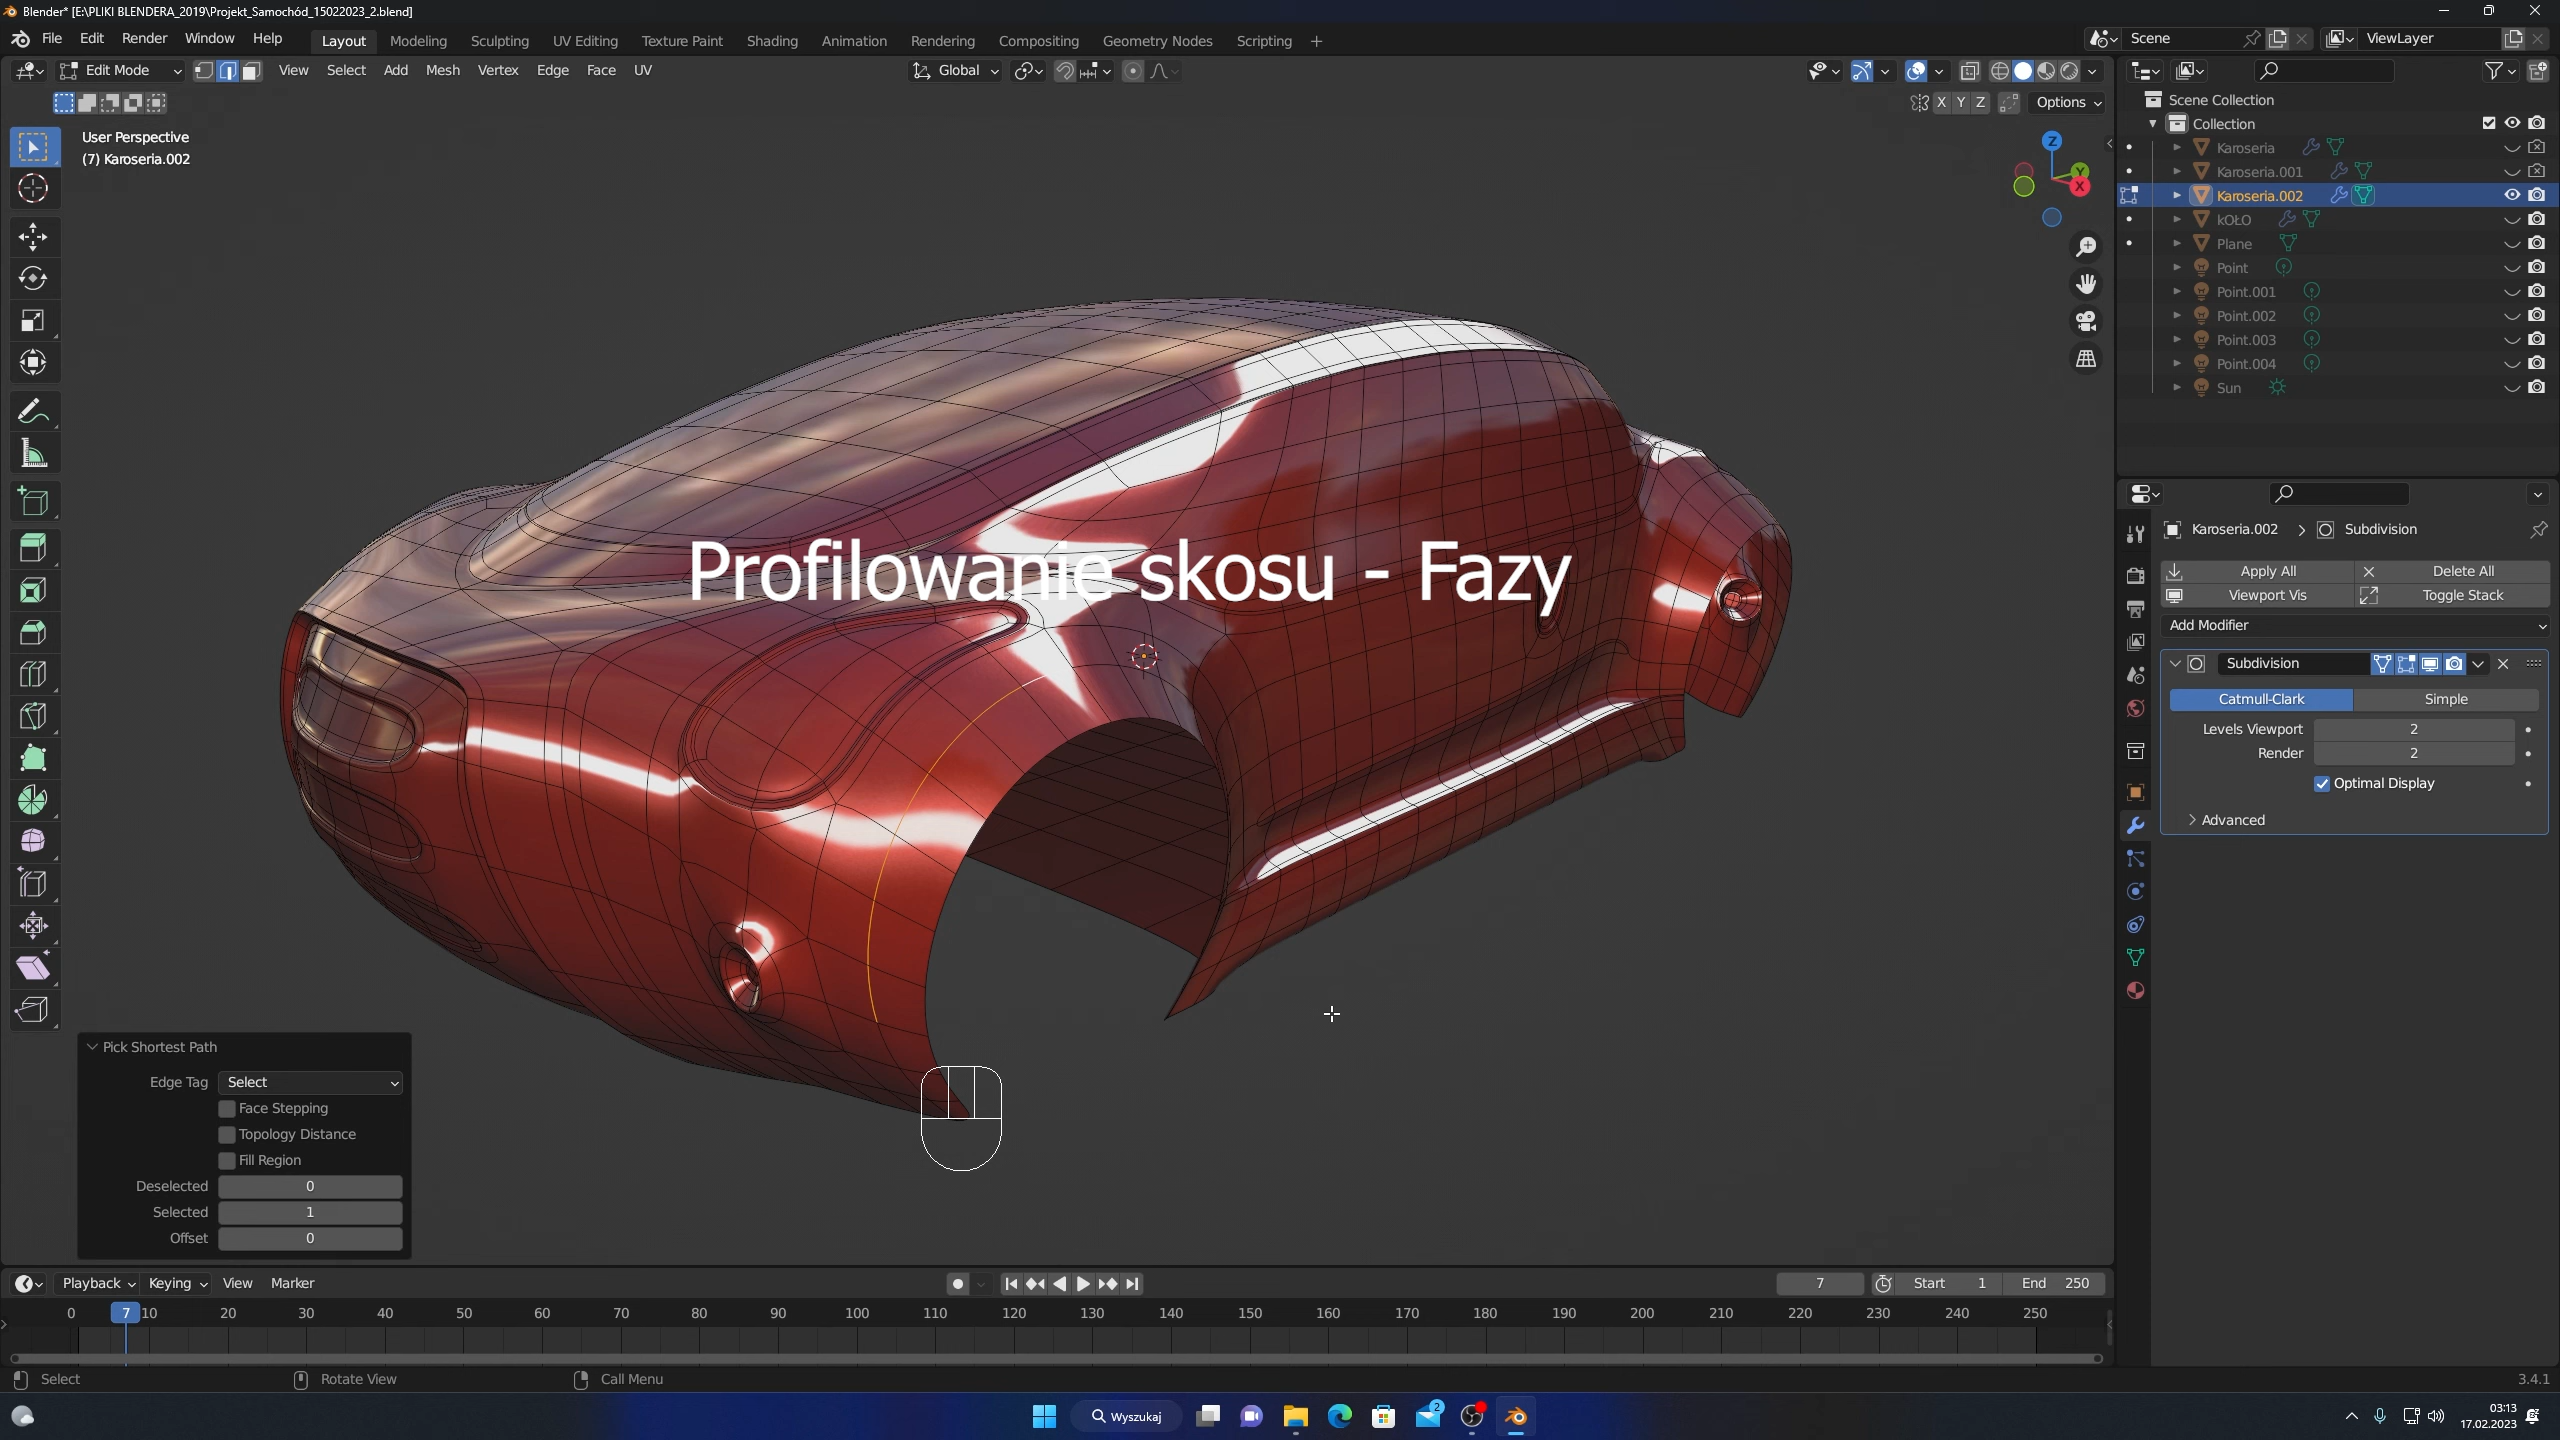 Blender* [E:\PLIKI BLENDERA_2019\Projekt_Samochód_15022023_2.blend]
File Edit Render Window Help Layout Modeling Sculpting UV Editing Texture Paint Shading Animation Rendering Compositing Geometry Nodes Scripting + Scene ViewLayer
Edit Mode View Select Add Mesh Vertex Edge Face UV Global
X Y Z Options
User Perspective
(7) Karoseria.002
Z
Y
X
Scene Collection
Collection
Karoseria
Karoseria.001
Karoseria.002
kOŁO
Plane
Point
Point.001
Point.002
Point.003
Point.004
Sun
Karoseria.002 > Subdivision
Apply All Delete All
Viewport Vis Toggle Stack
Add Modifier
Subdivision
Catmull-Clark Simple
Levels Viewport 2
Render 2
Optimal Display
Advanced
Profilowanie skosu - Fazy
Pick Shortest Path
Edge Tag Select
Face Stepping
Topology Distance
Fill Region
Deselected 0
Selected 1
Offset 0
Playback Keying View Marker 7 Start 1 End 250
0 7 10 20 30 40 50 60 70 80 90 100 110 120 130 140 150 160 170 180 190 200 210 220 230 240 250
Select Rotate View Call Menu 3.4.1
Wyszukaj 2 03:13
17.02.2023